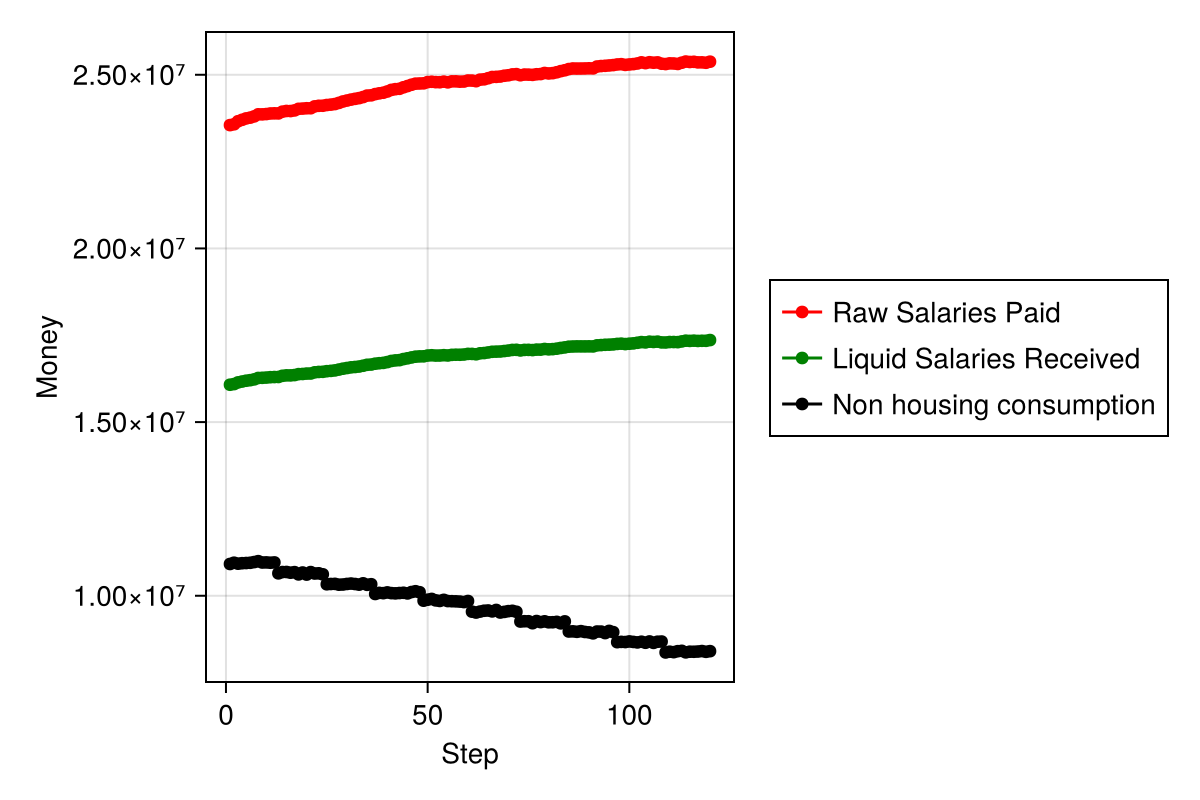 2.50×10⁷
2.00×10⁷
1.50×10⁷
1.00×10⁷
Money
0 50 100
Step
Raw Salaries Paid
Liquid Salaries Received
Non housing consumption